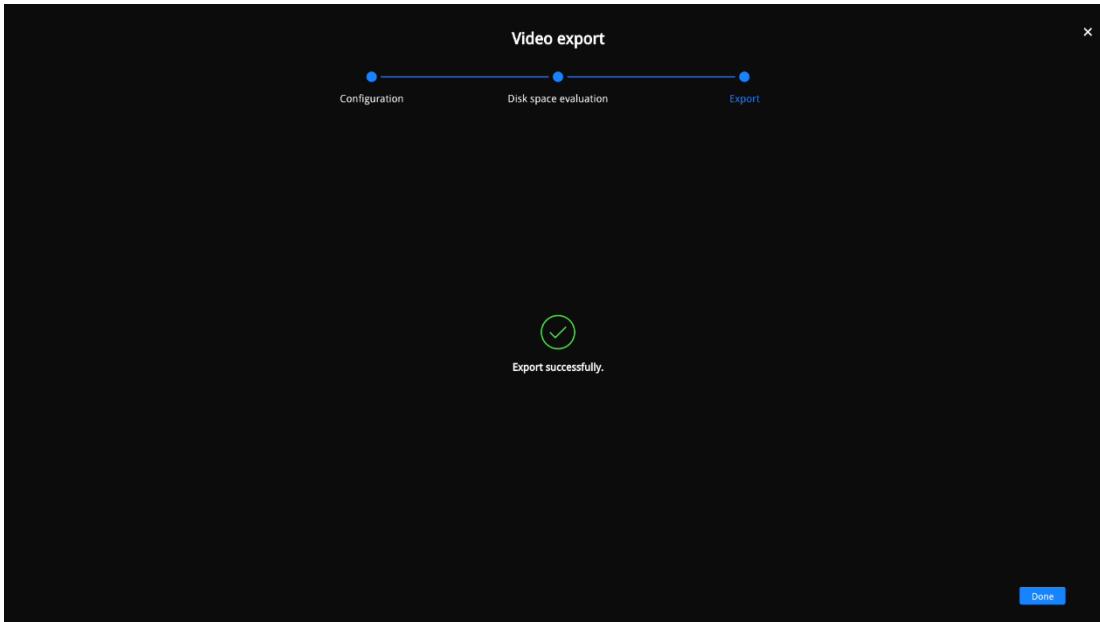 Video export
Configuration
Disk space evaluation
Export
Export successfully.
Done